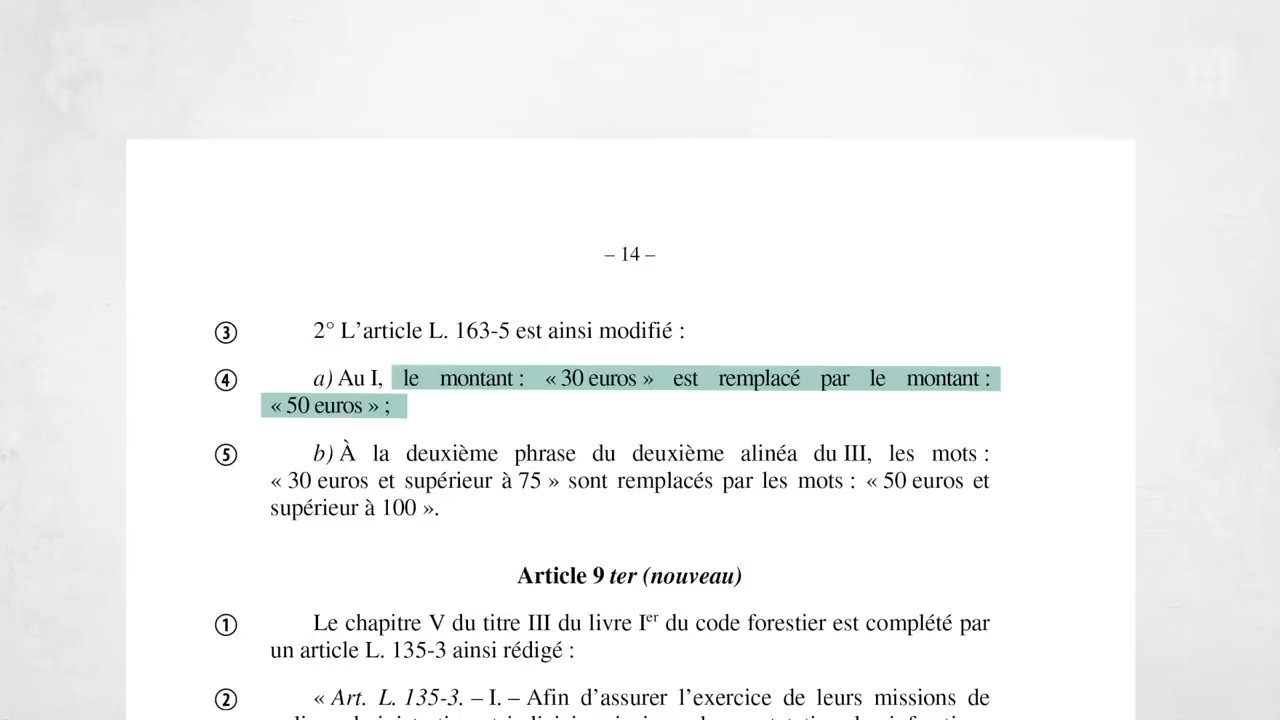 – 14 –
③ 2° L’article L. 163-5 est ainsi modifié :
④ a) Au I, le montant : « 30 euros » est remplacé par le montant :
« 50 euros » ;
⑤ b) À la deuxième phrase du deuxième alinéa du III, les mots :
« 30 euros et supérieur à 75 » sont remplacés par les mots : « 50 euros et
supérieur à 100 ».
Article 9 ter (nouveau)
① Le chapitre V du titre III du livre Ier du code forestier est complété par
un article L. 135-3 ainsi rédigé :
② « Art. L. 135-3. – I. – Afin d’assurer l’exercice de leurs missions de